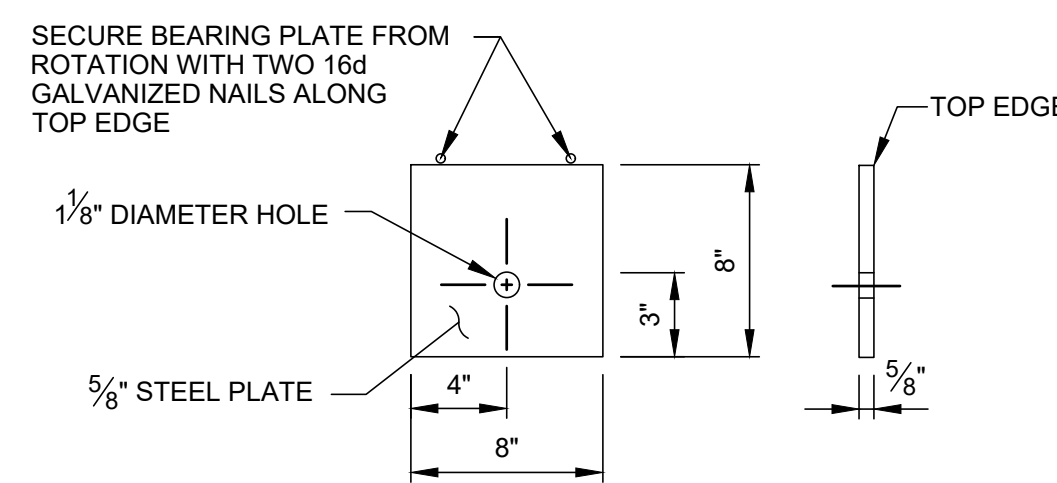 SECURE BEARING PLATE FROM
ROTATION WITH TWO 16d
GALVANIZED NAILS ALONG
TOP EDGE
TOP EDGE
1⅛" DIAMETER HOLE
8"
3"
⅝" STEEL PLATE
4"
⅝"
8"